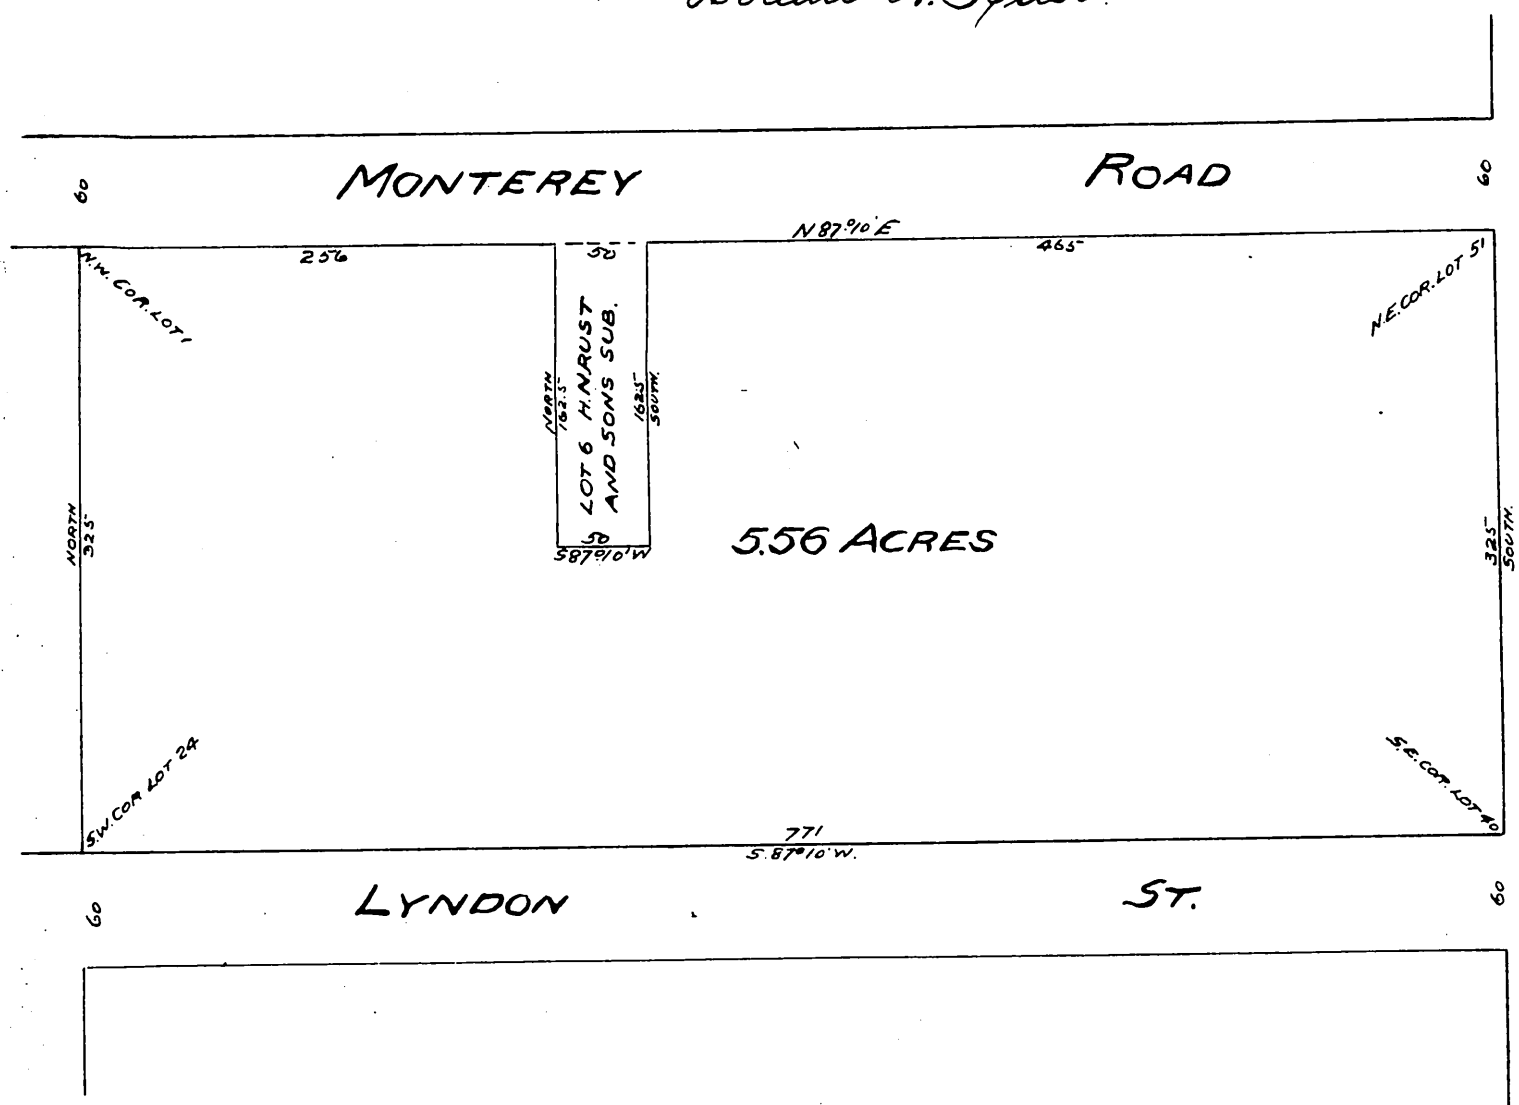 MONTEREY ROAD
60
60
N 87°10' E
256
50
465
N.W. COR. LOT 1
N.E. COR. LOT 51
LOT 6 H.N.RUST
AND SONS SUB.
NORTH
162.5
162.5
SOUTH.
50
S87°10'W
5.56 ACRES
NORTH
325
325
SOUTH.
S.W. COR LOT 24
S.E. COR. LOT 40
771
S. 87°10' W.
LYNDON ST.
60
60